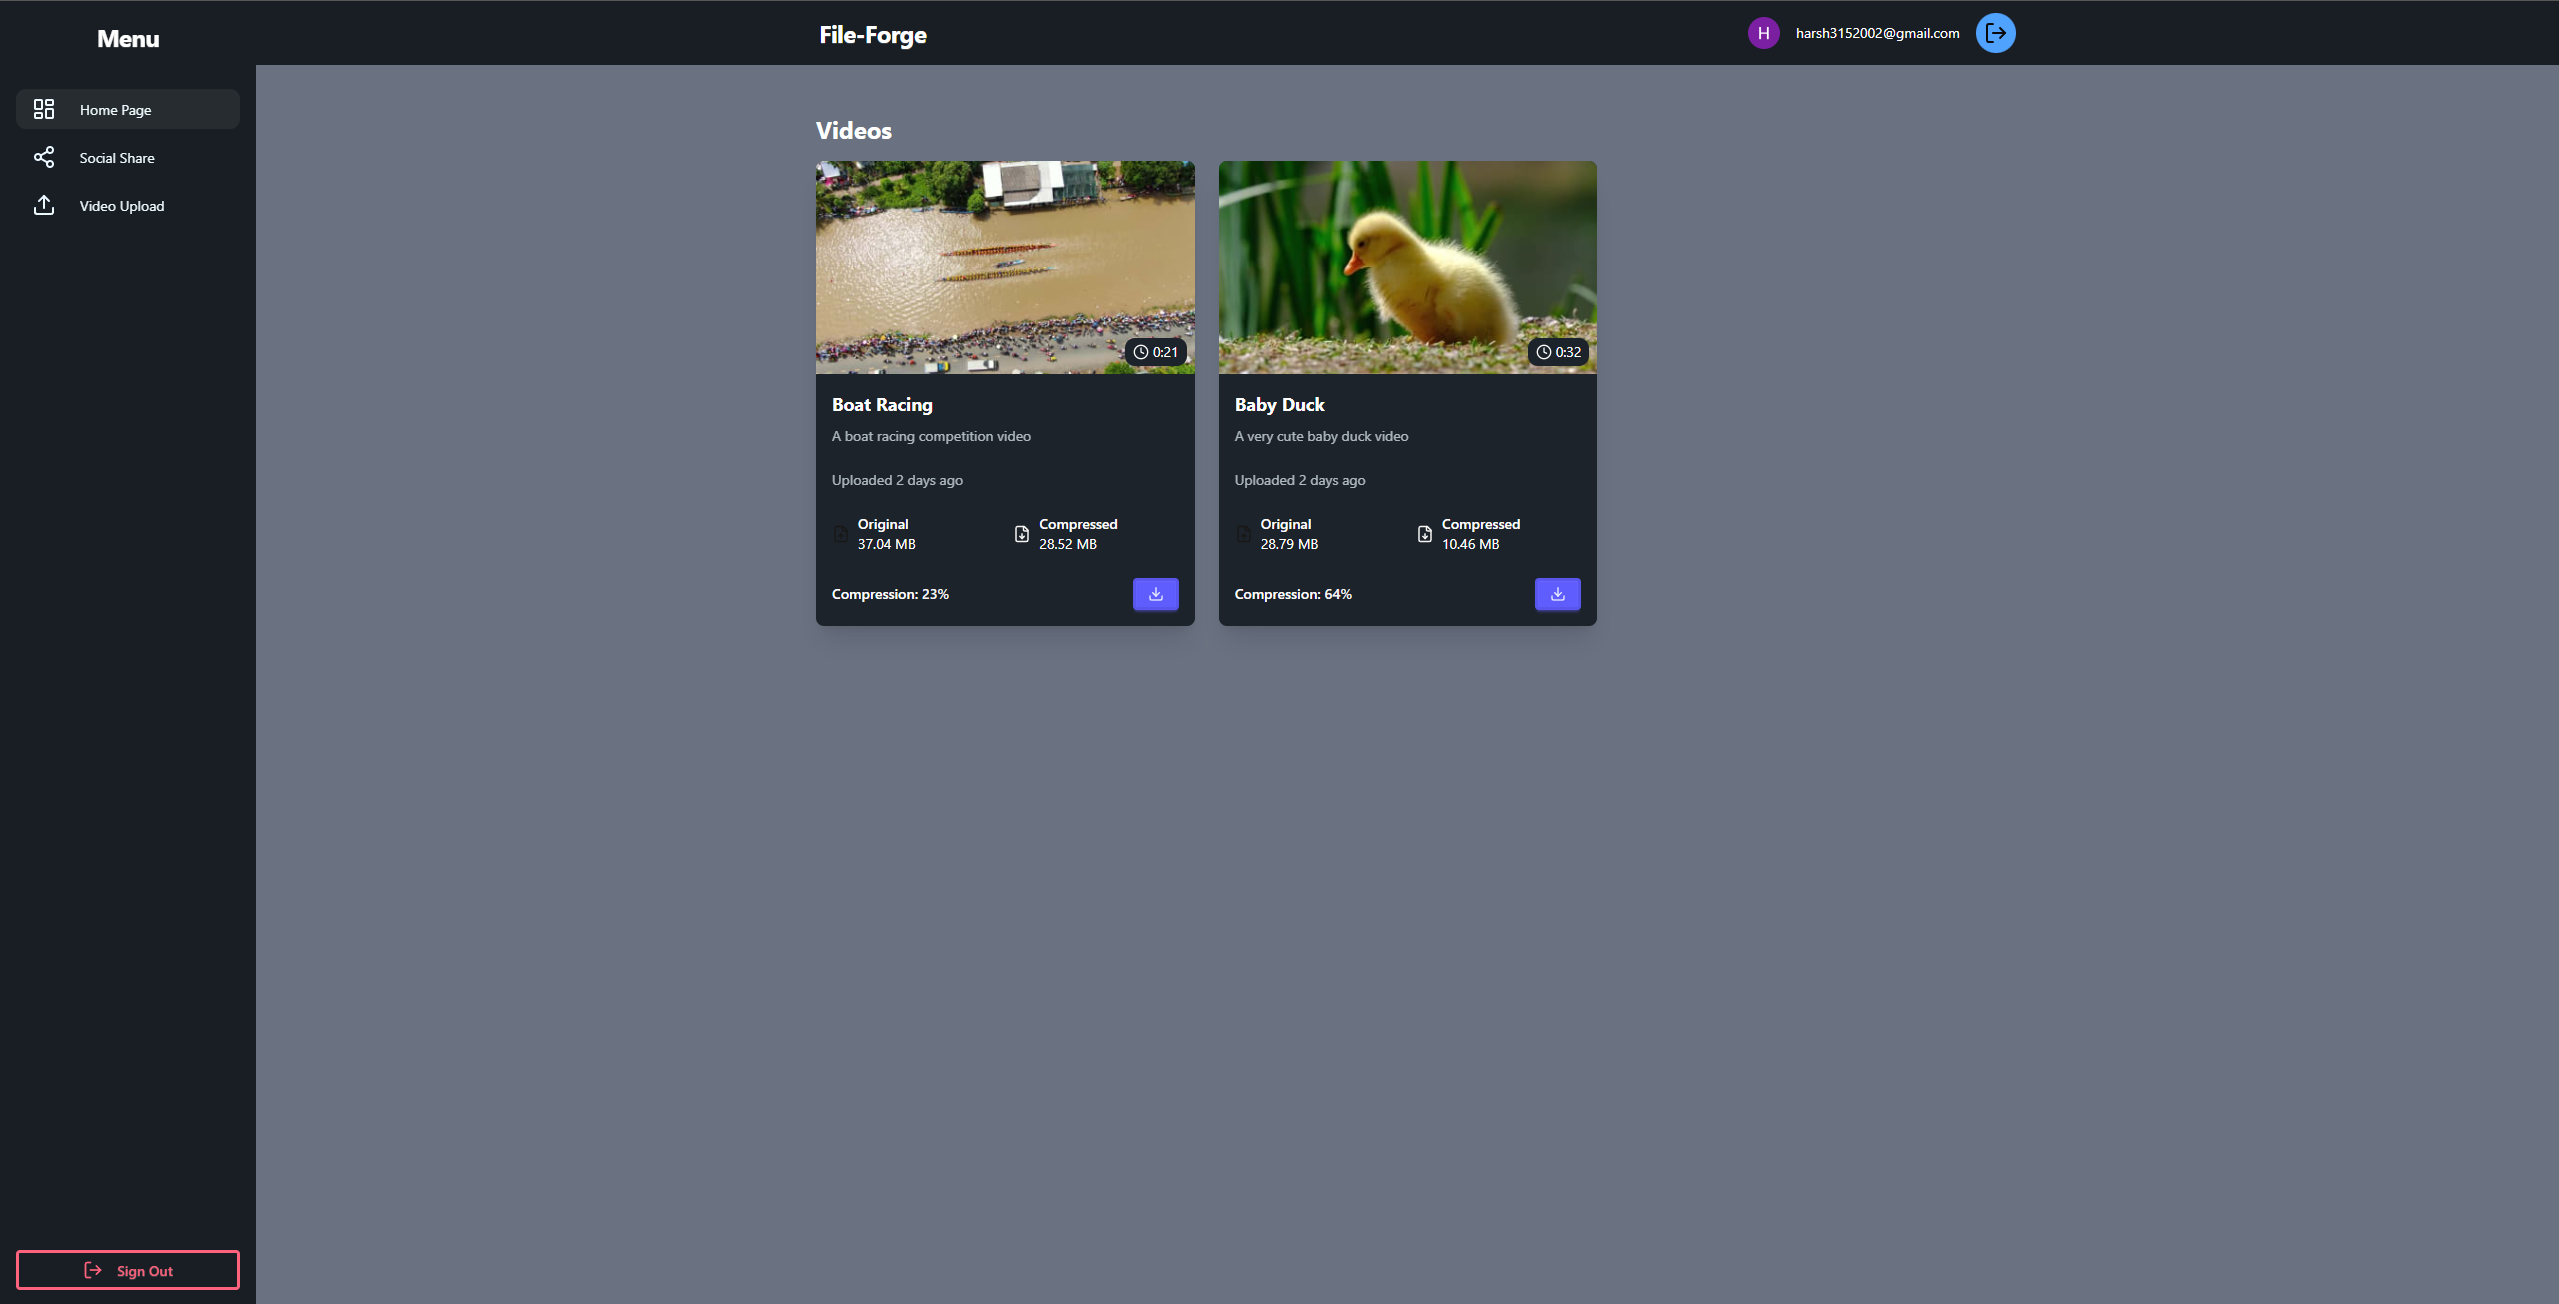 Menu
File-Forge
H
harsh3152002@gmail.com
Home Page
Social Share
Video Upload
Videos
0:21
Boat Racing
A boat racing competition video
Uploaded 2 days ago
Original
37.04 MB
Compressed
28.52 MB
Compression: 23%
0:32
Baby Duck
A very cute baby duck video
Uploaded 2 days ago
Original
28.79 MB
Compressed
10.46 MB
Compression: 64%
Sign Out